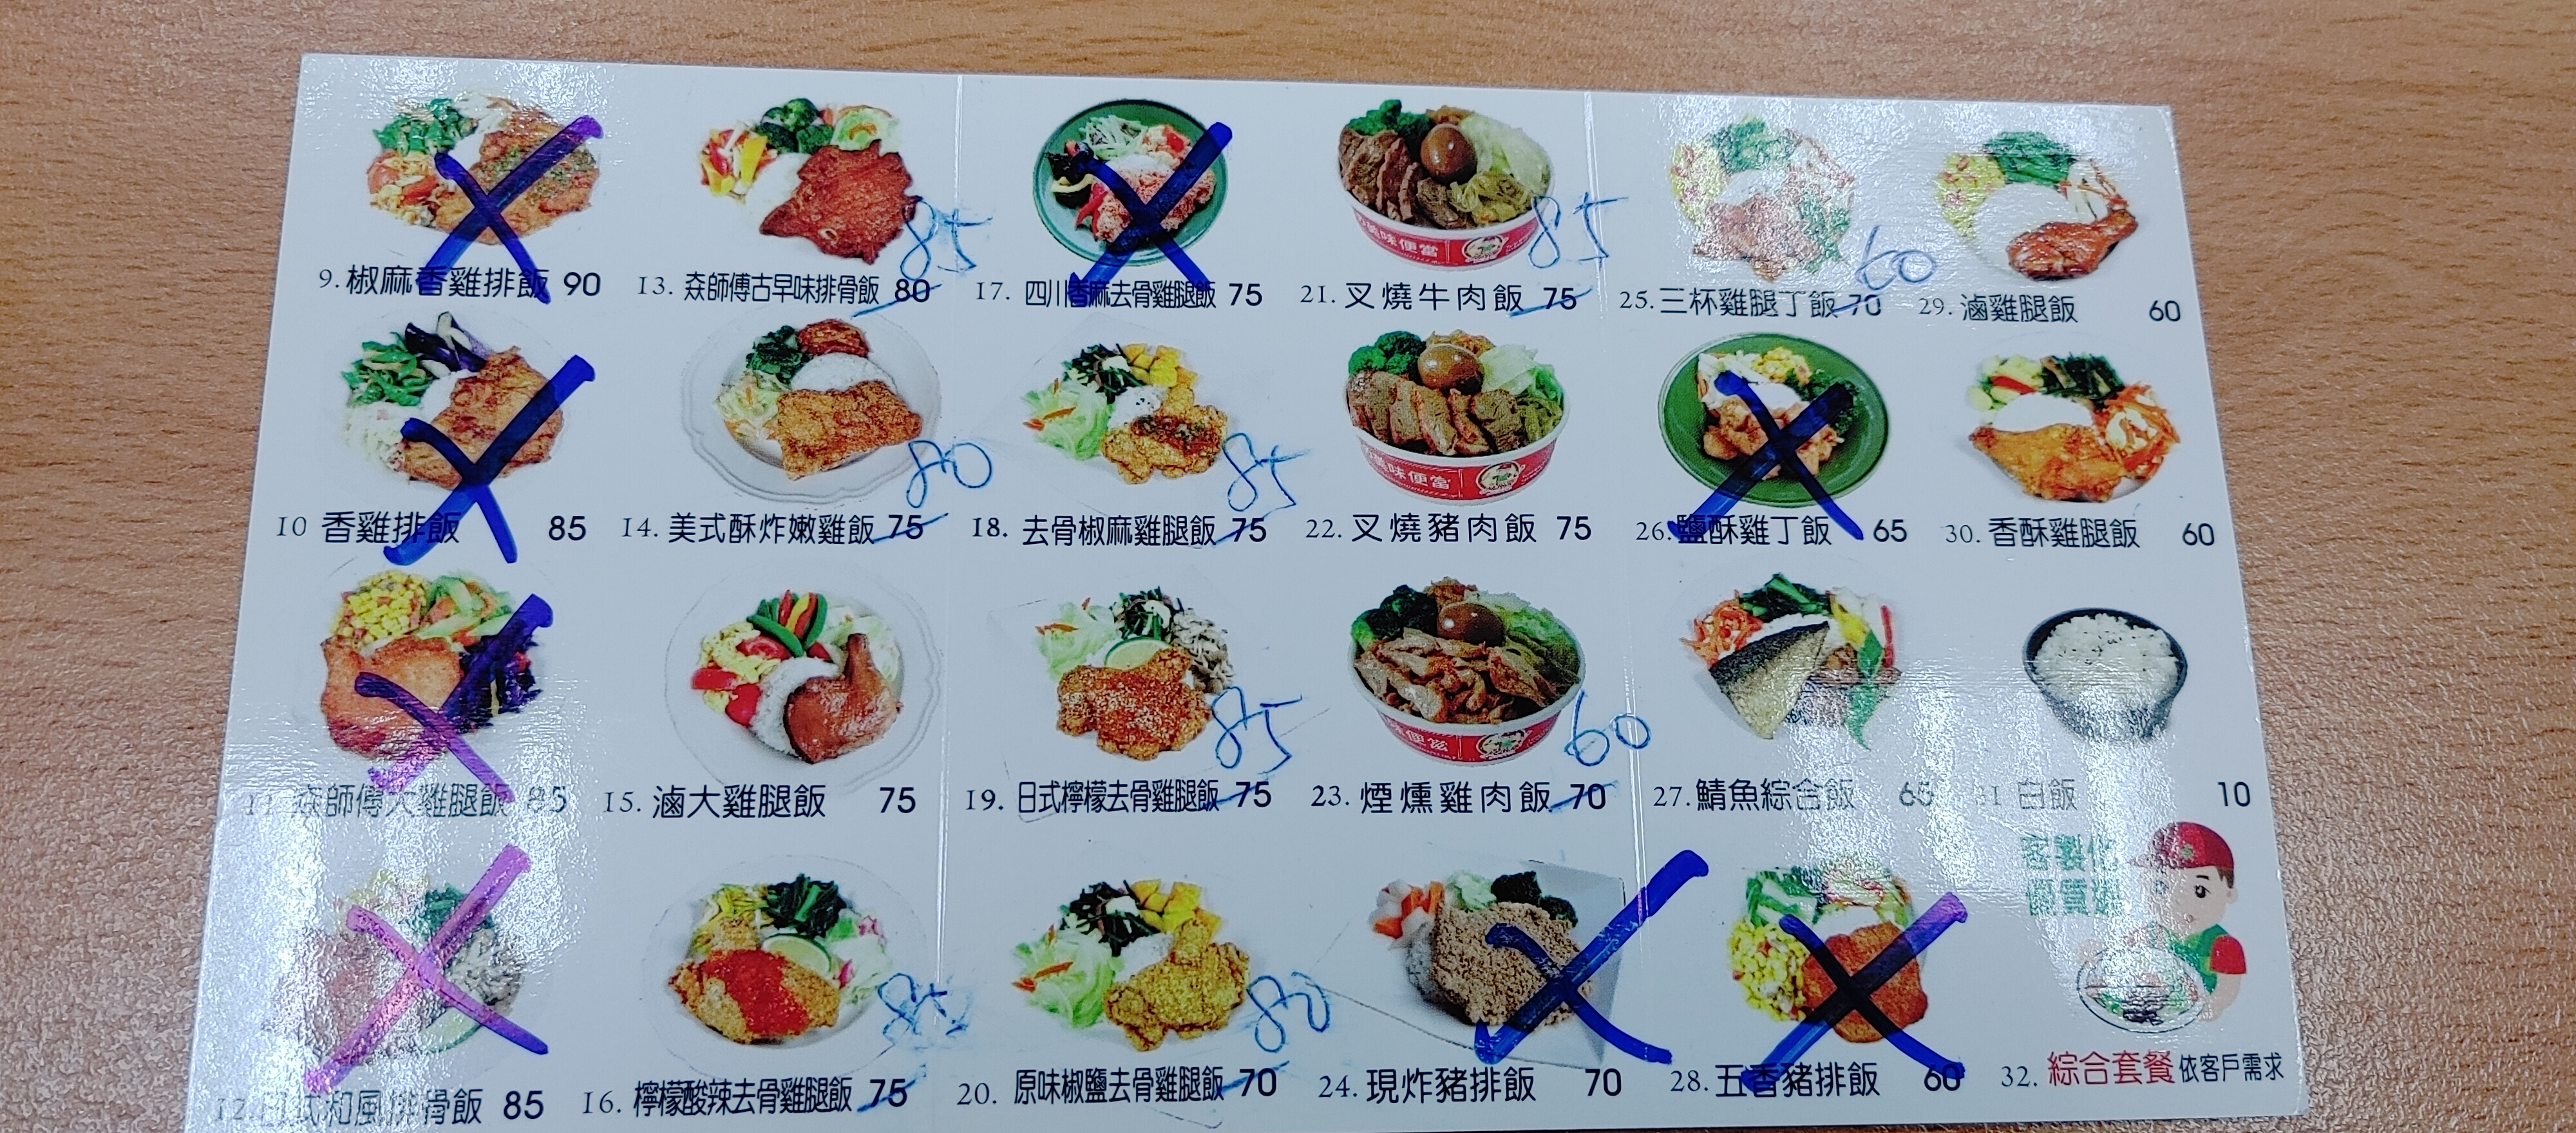 9. 椒麻香雞排飯 90
13. 焱師傅古早味排骨飯 80 85
17. 四川香麻去骨雞腿飯 75
21. 叉燒牛肉飯 75 85
25. 三杯雞腿丁飯 70 60
29. 滷雞腿飯 60
10 香雞排飯 85
14. 美式酥炸嫩雞飯 75 80
18. 去骨椒麻雞腿飯 75 85
22. 叉燒豬肉飯 75
26. 鹽酥雞丁飯 65
30. 香酥雞腿飯 60
11. 焱師傅大雞腿飯 85
15. 滷大雞腿飯 75
19. 日式檸檬去骨雞腿飯 75 85
23. 煙燻雞肉飯 70 60
27. 鯖魚綜合飯 65
31 白飯 10
客製化
優質選
12. 日式和風排骨飯 85
16. 檸檬酸辣去骨雞腿飯 75 85
20. 原味椒鹽去骨雞腿飯 70 80
24. 現炸豬排飯 70
28. 五香豬排飯 60
32. 綜合套餐 依客戶需求